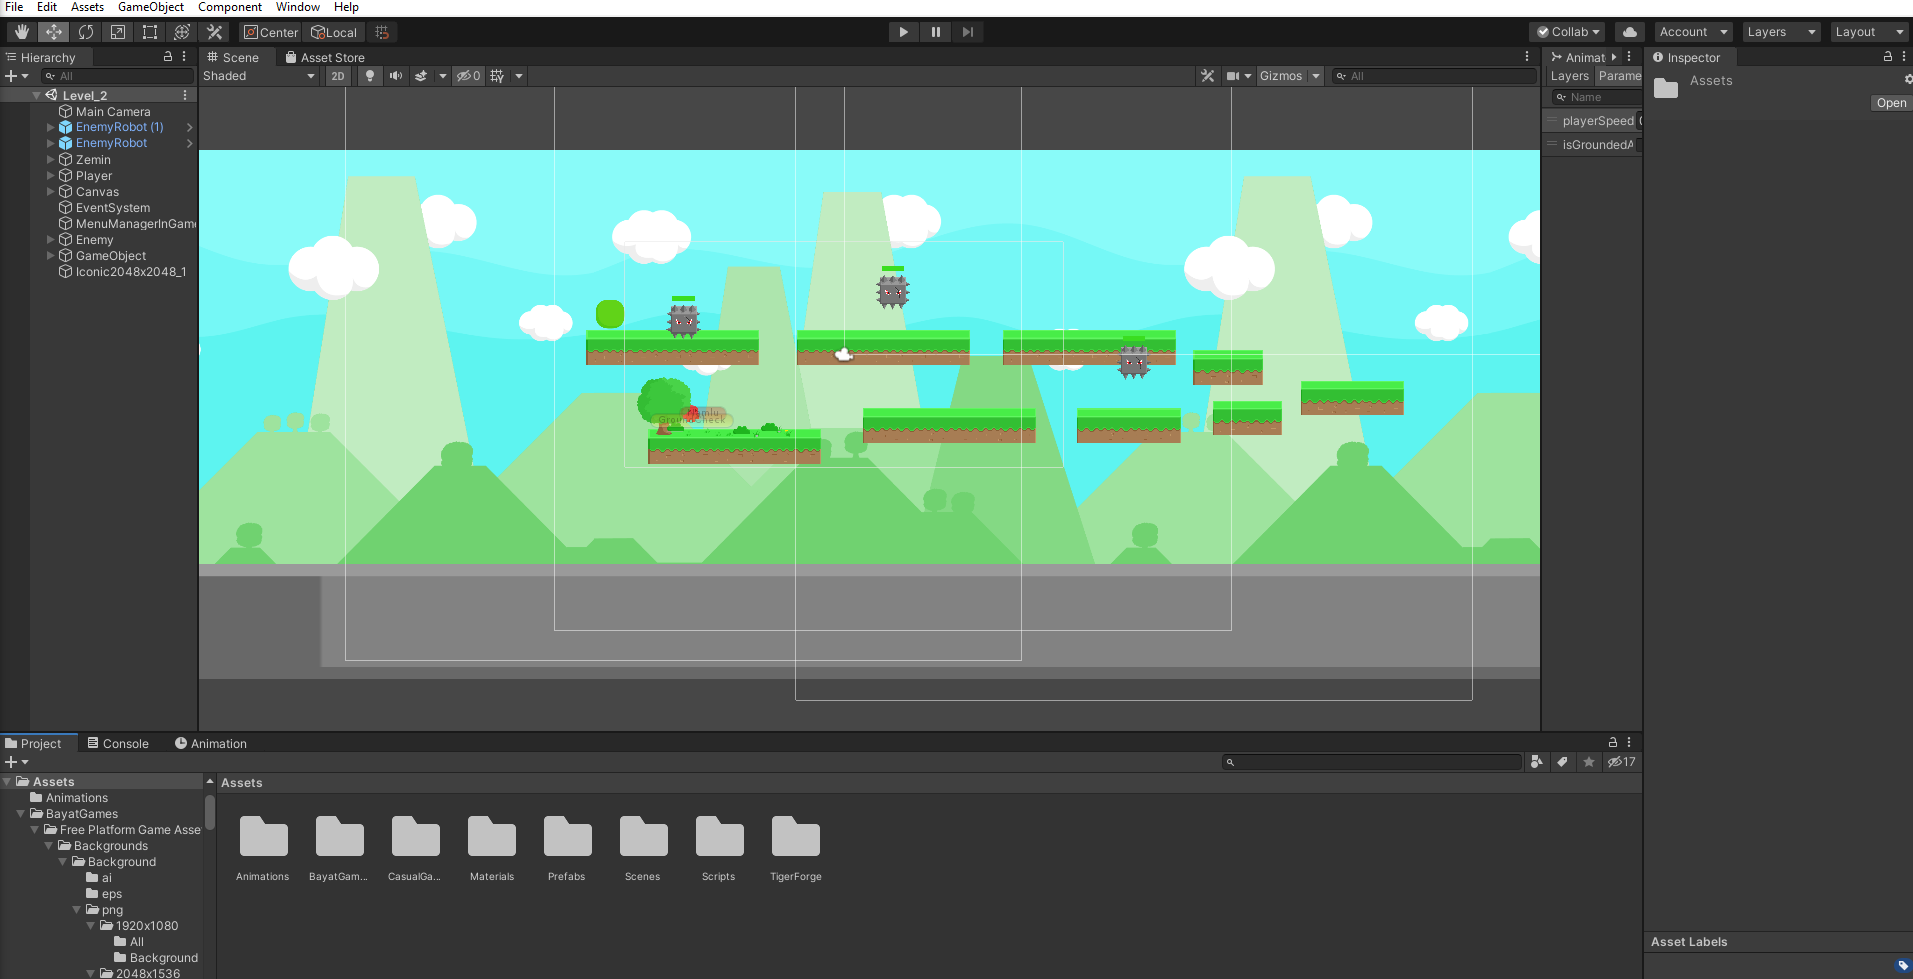 File Edit Assets GameObject Component Window Help
Center Local Collab Account Layers Layout
Hierarchy
All
Level_2
Main Camera
EnemyRobot (1)
EnemyRobot
Zemin
Player
Canvas
EventSystem
MenuManagerInGame
Enemy
GameObject
Iconic2048x2048_1
Scene Asset Store
Shaded 2D 0 Gizmos All
GroundCheck
Animat
Layers Parame
Name
playerSpeed
isGroundedA
Inspector
Assets
Open
Project Console Animation
17
Assets
Animations
BayatGames
Free Platform Game Asse
Backgrounds
Background
ai
eps
png
1920x1080
All
Background
2048x1536
Assets
Animations BayatGam... CasualGa... Materials Prefabs Scenes Scripts TigerForge
Asset Labels